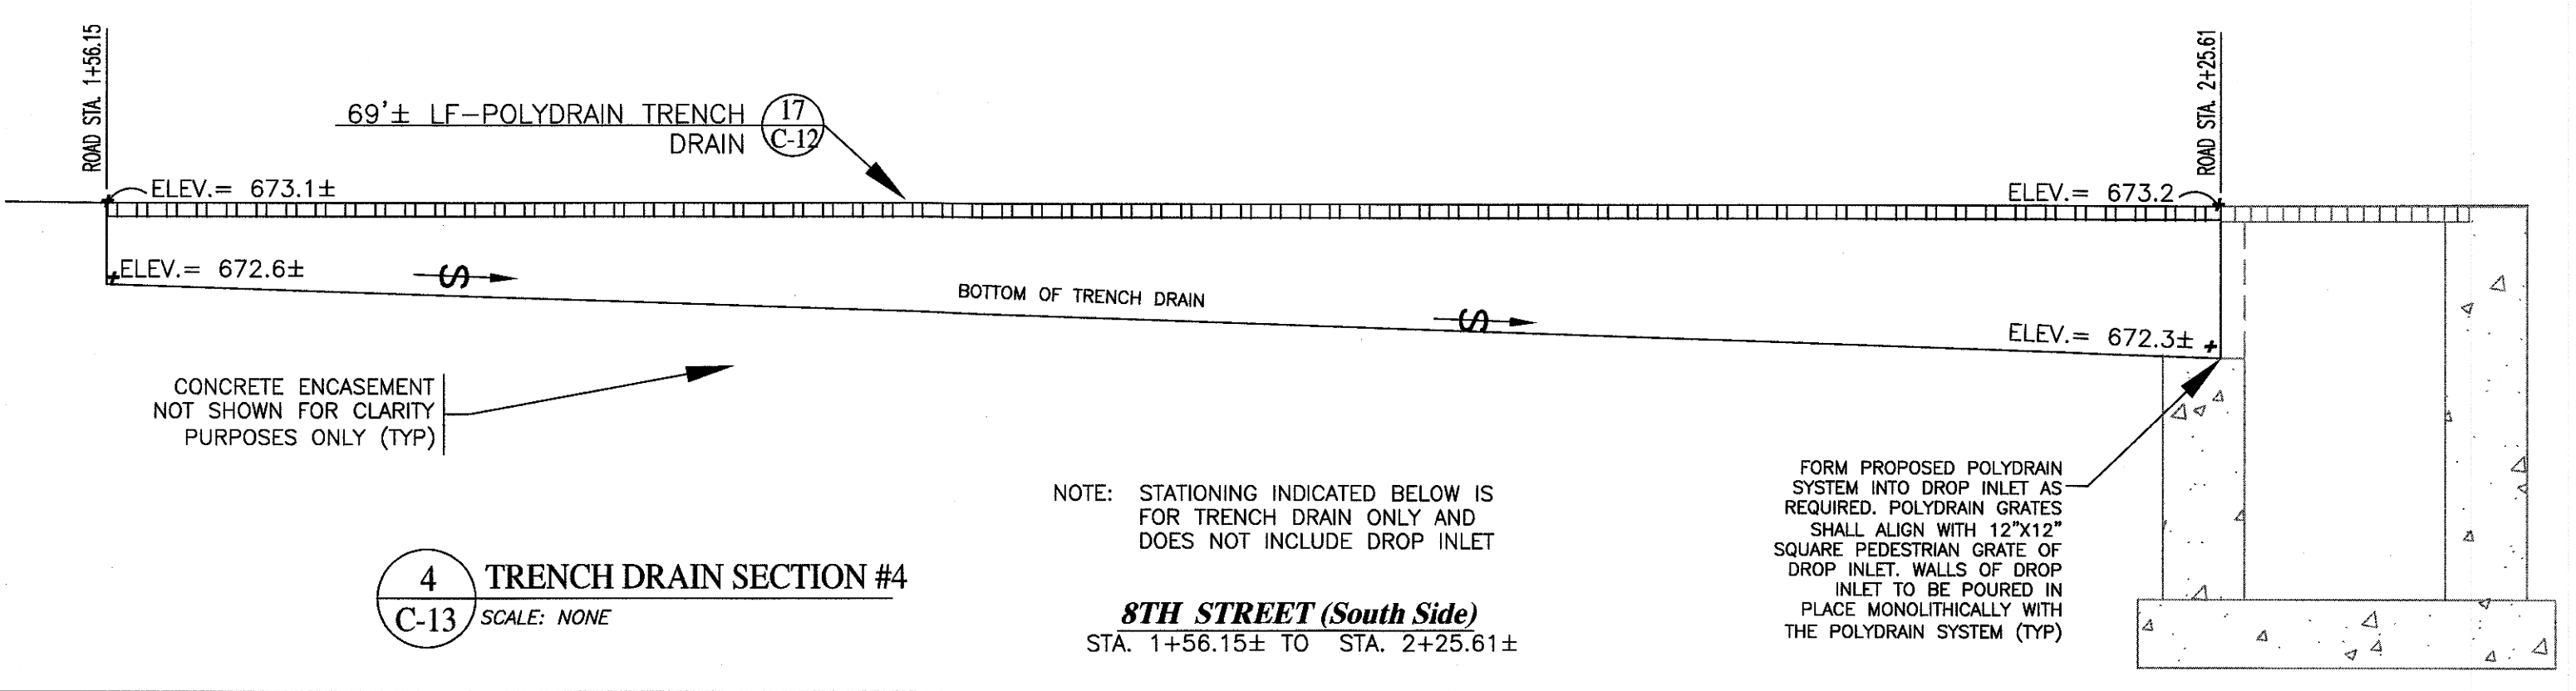 ROAD STA. 1+56.15
ROAD STA. 2+25.61
69'± LF-POLYDRAIN TRENCH
DRAIN
17
C-12
ELEV.= 673.1±
ELEV.= 673.2
ELEV.= 672.6±
S
BOTTOM OF TRENCH DRAIN
S
ELEV.= 672.3±
CONCRETE ENCASEMENT
NOT SHOWN FOR CLARITY
PURPOSES ONLY (TYP)
NOTE: STATIONING INDICATED BELOW IS
FOR TRENCH DRAIN ONLY AND
DOES NOT INCLUDE DROP INLET
FORM PROPOSED POLYDRAIN
SYSTEM INTO DROP INLET AS
REQUIRED. POLYDRAIN GRATES
SHALL ALIGN WITH 12"X12"
SQUARE PEDESTRIAN GRATE OF
DROP INLET. WALLS OF DROP
INLET TO BE POURED IN
PLACE MONOLITHICALLY WITH
THE POLYDRAIN SYSTEM (TYP)
4
C-13
TRENCH DRAIN SECTION #4
SCALE: NONE
8TH STREET (South Side)
STA. 1+56.15± TO STA. 2+25.61±